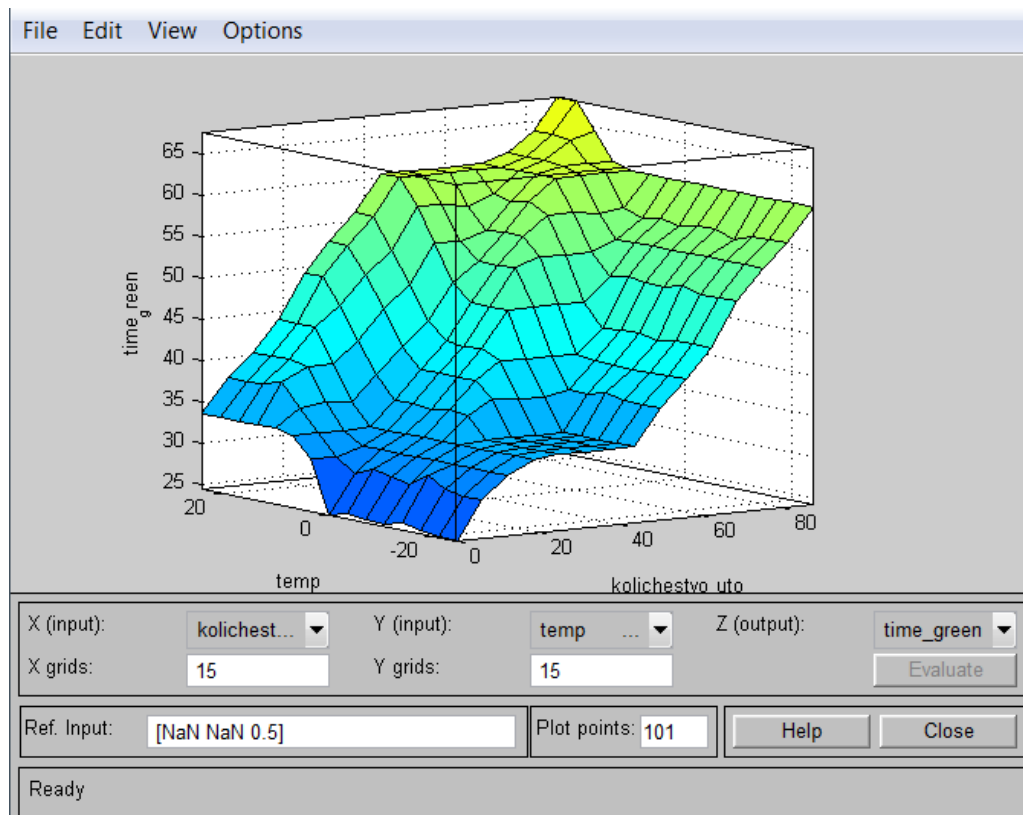 File Edit View Options
65
60
55
50
45
40
35
30
25
time_green
20
0
-20
temp
0
20
40
60
80
kolichestvo uto
X (input): kolichest... Y (input): temp ... Z (output): time_green
X grids: 15 Y grids: 15 Evaluate
Ref. Input: [NaN NaN 0.5] Plot points: 101 Help Close
Ready